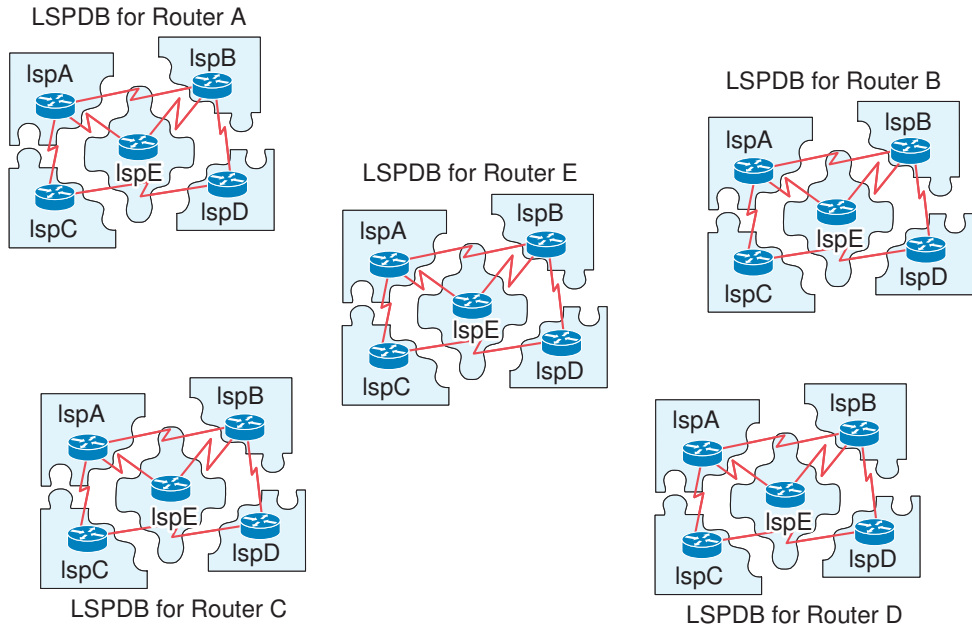 LSPDB for Router A
lspA
lspB
lspE
lspC
lspD
LSPDB for Router B
lspA
lspB
lspE
lspC
lspD
LSPDB for Router E
lspA
lspB
lspE
lspC
lspD
lspA
lspB
lspE
lspC
lspD
LSPDB for Router C
lspA
lspB
lspE
lspC
lspD
LSPDB for Router D